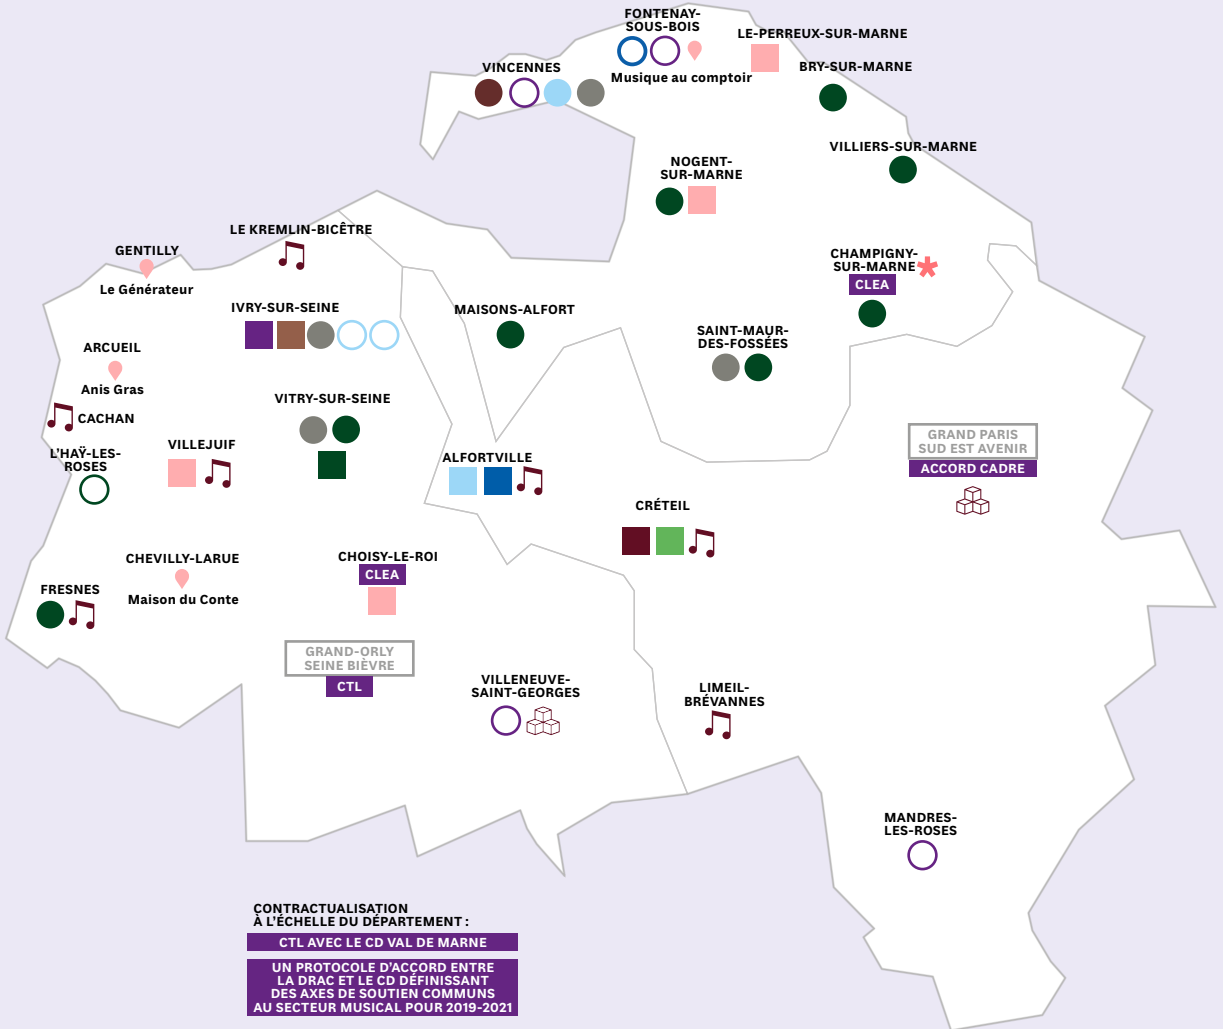 FONTENAY-
SOUS-BOIS
Musique au comptoir
LE-PERREUX-SUR-MARNE
VINCENNES
BRY-SUR-MARNE
VILLIERS-SUR-MARNE
NOGENT-
SUR-MARNE
LE KREMLIN-BICÊTRE
GENTILLY
Le Générateur
CHAMPIGNY-
SUR-MARNE
CLEA
IVRY-SUR-SEINE
MAISONS-ALFORT
SAINT-MAUR-
DES-FOSSÉES
ARCUEIL
Anis Gras
CACHAN
VITRY-SUR-SEINE
L'HAŸ-LES-
ROSES
VILLEJUIF
ALFORTVILLE
GRAND PARIS
SUD EST AVENIR
ACCORD CADRE
CRÉTEIL
CHEVILLY-LARUE
Maison du Conte
CHOISY-LE-ROI
CLEA
FRESNES
GRAND-ORLY
SEINE BIÈVRE
CTL
VILLENEUVE-
SAINT-GEORGES
LIMEIL-
BRÉVANNES
MANDRES-
LES-ROSES
CONTRACTUALISATION
À L'ÉCHELLE DU DÉPARTEMENT :
CTL AVEC LE CD VAL DE MARNE
UN PROTOCOLE D'ACCORD ENTRE
LA DRAC ET LE CD DÉFINISSANT
DES AXES DE SOUTIEN COMMUNS
AU SECTEUR MUSICAL POUR 2019-2021